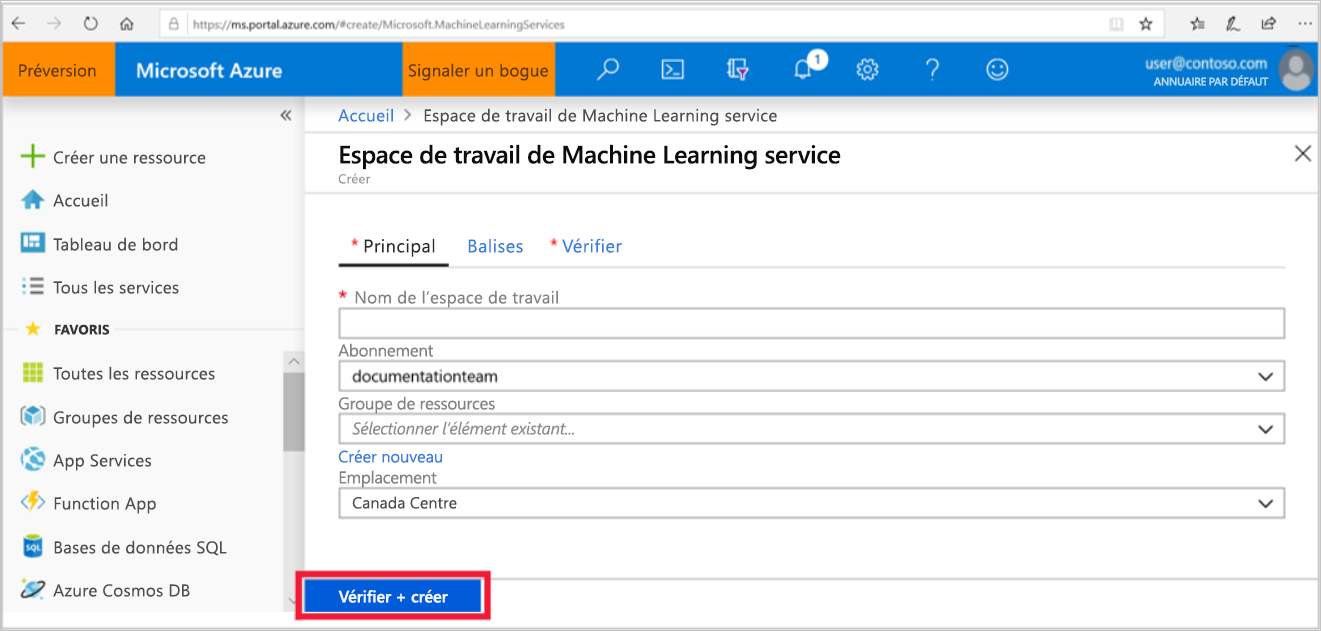 https://ms.portal.azure.com/#create/Microsoft.MachineLearningServices
Préversion
Microsoft Azure
Signaler un bogue
1
user@contoso.com
ANNUAIRE PAR DÉFAUT
«
Créer une ressource
Accueil
Tableau de bord
Tous les services
FAVORIS
Toutes les ressources
Groupes de ressources
App Services
Function App
SQL
Bases de données SQL
Azure Cosmos DB
Accueil > Espace de travail de Machine Learning service
Espace de travail de Machine Learning service
Créer
* Principal Balises * Vérifier
* Nom de l'espace de travail
Abonnement
documentationteam
Groupe de ressources
Sélectionner l'élément existant...
Créer nouveau
Emplacement
Canada Centre
Vérifier + créer